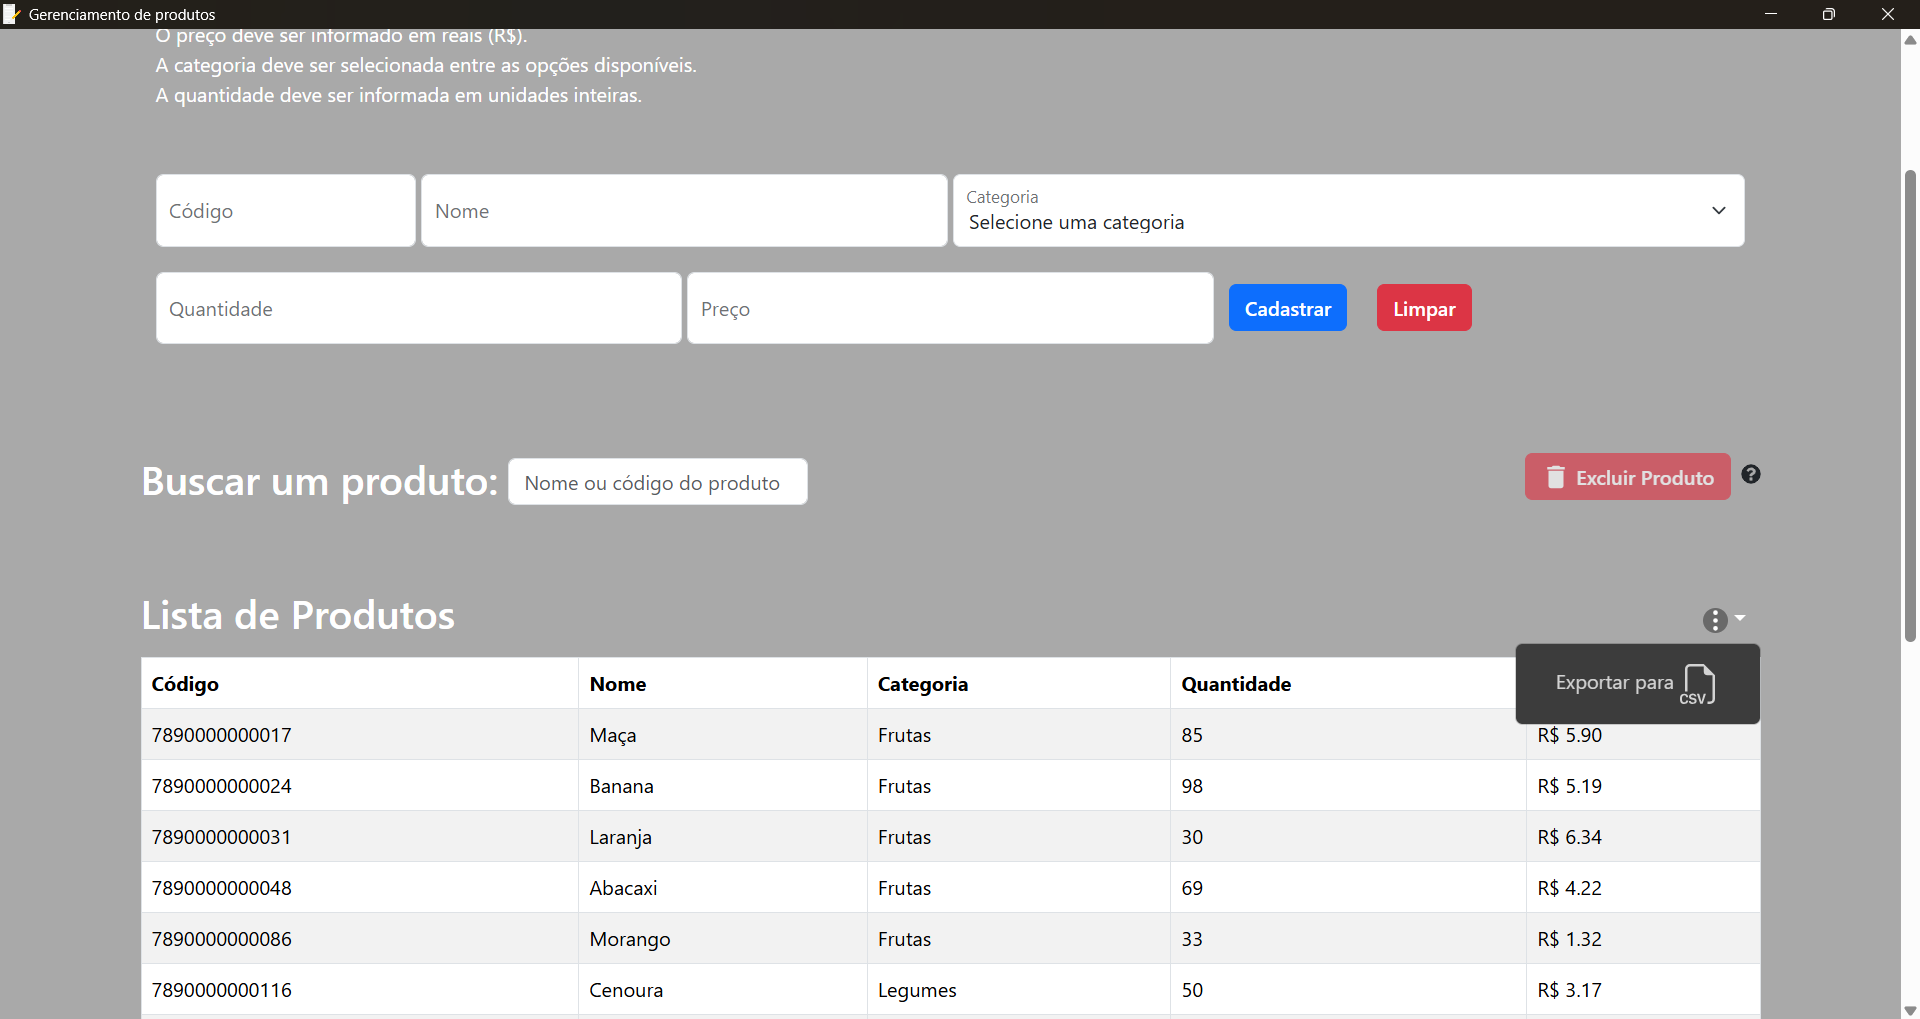 Gerenciamento de produtos
O preço deve ser informado em reais (R$).
A categoria deve ser selecionada entre as opções disponíveis.
A quantidade deve ser informada em unidades inteiras.
Código
Nome
Categoria
Selecione uma categoria
Quantidade
Preço
Cadastrar
Limpar
Buscar um produto: Nome ou código do produto
Excluir Produto
Lista de Produtos
Exportar para CSV
Código Nome Categoria Quantidade
7890000000017 Maça Frutas 85 R$ 5.90
7890000000024 Banana Frutas 98 R$ 5.19
7890000000031 Laranja Frutas 30 R$ 6.34
7890000000048 Abacaxi Frutas 69 R$ 4.22
7890000000086 Morango Frutas 33 R$ 1.32
7890000000116 Cenoura Legumes 50 R$ 3.17